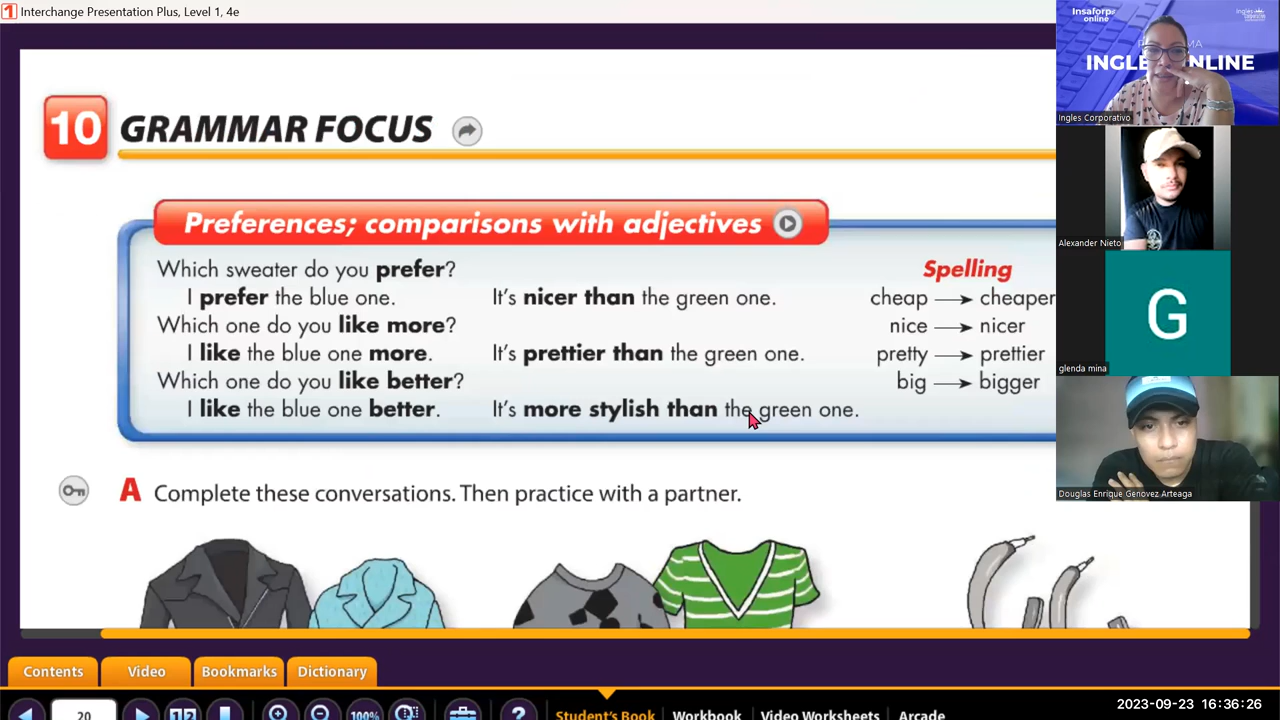 Interchange Presentation Plus, Level 1, 4e
10 GRAMMAR FOCUS
Preferences; comparisons with adjectives
Which sweater do you prefer?
I prefer the blue one. It's nicer than the green one.
Which one do you like more?
I like the blue one more. It's prettier than the green one.
Which one do you like better?
I like the blue one better. It's more stylish than the green one.
Spelling
cheap → cheaper
nice → nicer
pretty → prettier
big → bigger
A Complete these conversations. Then practice with a partner.
Insaforp online
INGLE NLINE
Ingles Corporativo
Alexander Nieto
G
glenda mina
Douglas Enrique Genovez Arteaga
Contents Video Bookmarks Dictionary
20 1 2 100% ?
Student's Book Workbook Video Worksheets Arcade
2023-09-23 16:36:26